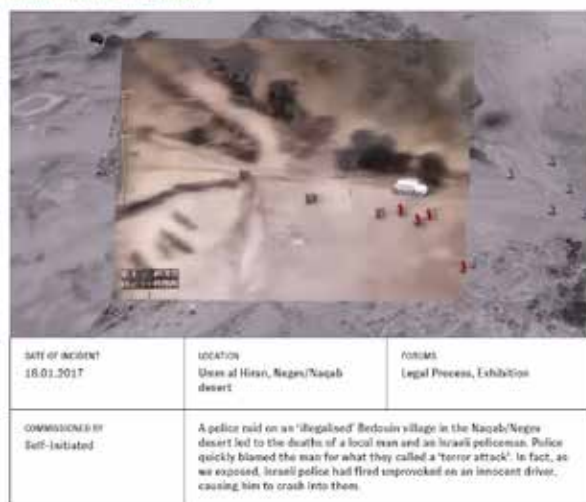 DATE OF INCIDENT
18.01.2017
LOCATION
Umm al Hiran, Negev/Naqab
desert
FORUMS
Legal Process, Exhibition
COMMISSIONED BY
Self-Initiated
A police raid on an 'illegalised' Bedouin village in the Naqab/Negev
desert led to the deaths of a local man and an Israeli policeman. Police
quickly blamed the man for what they called a 'terror attack'. In fact, as
we exposed, Israeli police had fired unprovoked on an innocent driver,
causing him to crash into them.